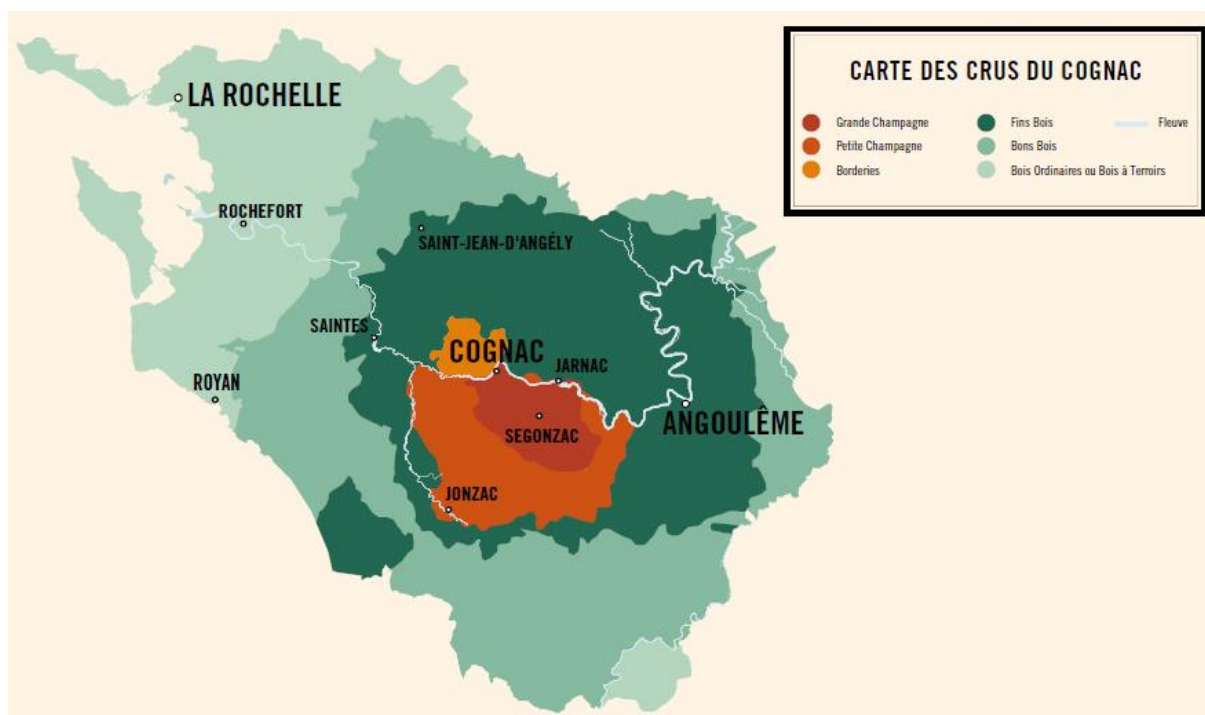 CARTE DES CRUS DU COGNAC
Grande Champagne
Petite Champagne
Borderies
Fins Bois
Bons Bois
Bois Ordinaires ou Bois à Terroirs
Fleuve
LA ROCHELLE
ROCHEFORT
SAINT-JEAN-D'ANGÉLY
SAINTES
COGNAC
JARNAC
ROYAN
ANGOULÊME
SEGONZAC
JONZAC